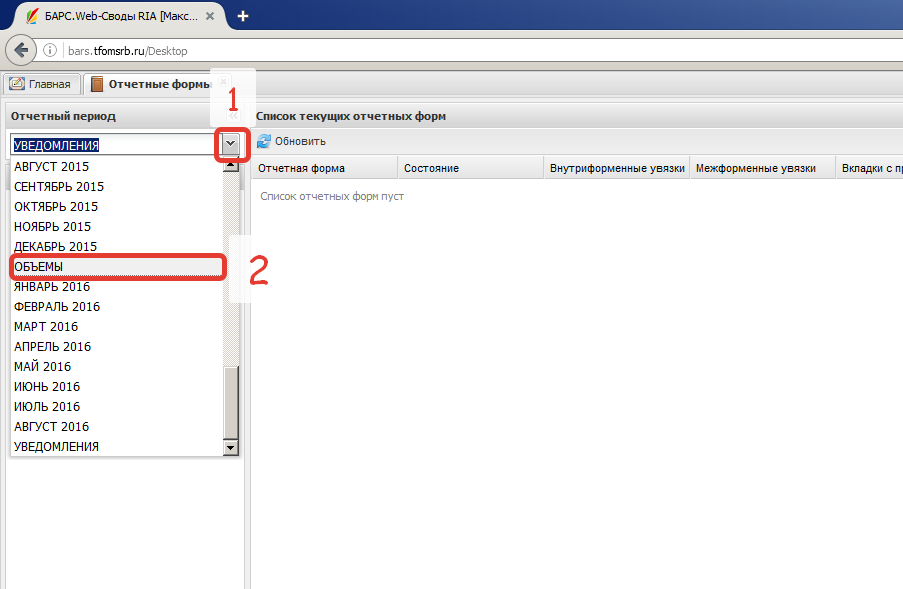 БАРС.Web-Своды RIA [Макс...
bars.tfomsrb.ru/Desktop
Главная
Отчетные формы
1
Отчетный период
Список текущих отчетных форм
УВЕДОМЛЕНИЯ
Обновить
Отчетная форма
Состояние
Внутриформенные увязки
Межформенные увязки
Вкладки с пр
Список отчетных форм пуст
АВГУСТ 2015
СЕНТЯБРЬ 2015
ОКТЯБРЬ 2015
НОЯБРЬ 2015
ДЕКАБРЬ 2015
ОБЪЕМЫ
2
ЯНВАРЬ 2016
ФЕВРАЛЬ 2016
МАРТ 2016
АПРЕЛЬ 2016
МАЙ 2016
ИЮНЬ 2016
ИЮЛЬ 2016
АВГУСТ 2016
УВЕДОМЛЕНИЯ